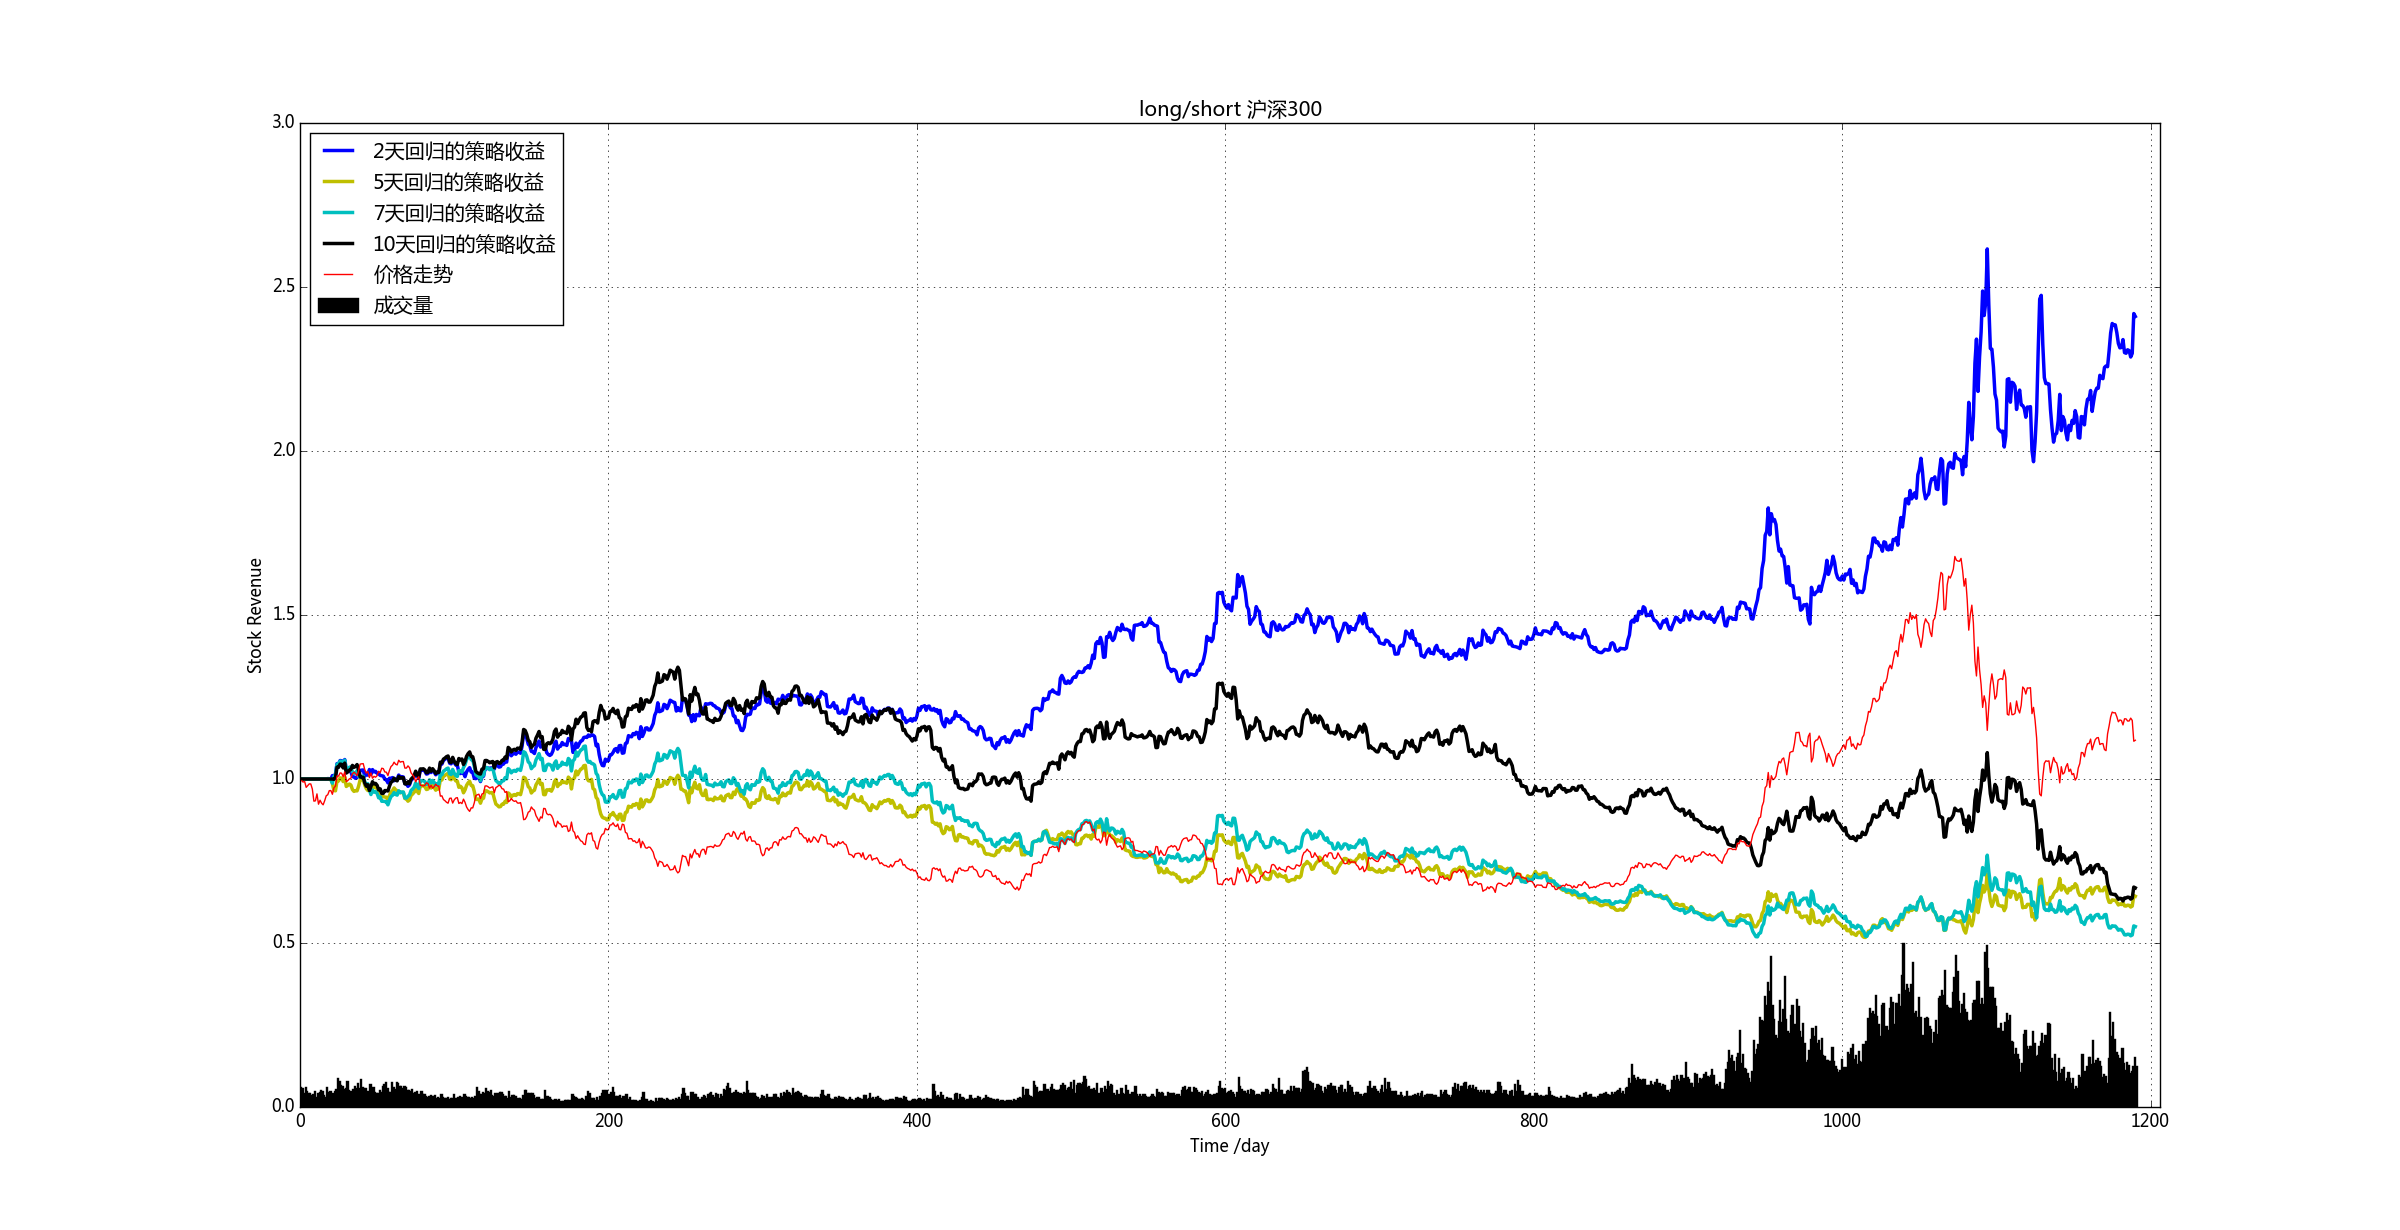 long/short 沪深300
3.0
2.5
2.0
1.5
1.0
0.5
0.0
Stock Revenue
2天回归的策略收益
5天回归的策略收益
7天回归的策略收益
10天回归的策略收益
价格走势
成交量
0 200 400 600 800 1000 1200
Time /day